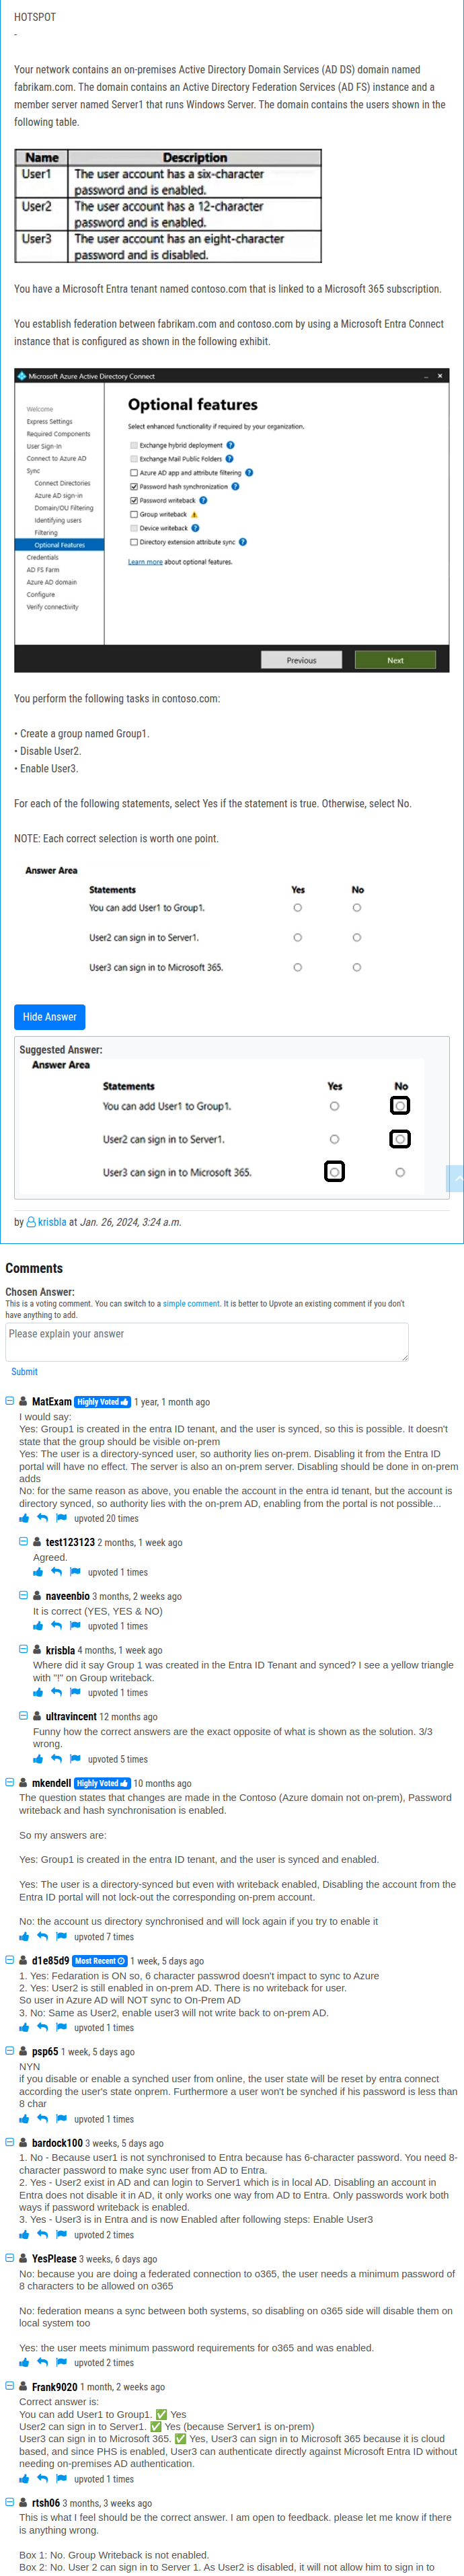 HOTSPOT
-
Your network contains an on-premises Active Directory Domain Services (AD DS) domain named
fabrikam.com. The domain contains an Active Directory Federation Services (AD FS) instance and a
member server named Server1 that runs Windows Server. The domain contains the users shown in the
following table.
Name Description
User1 The user account has a six-character
password and is enabled.
User2 The user account has a 12-character
password and is enabled.
User3 The user account has an eight-character
password and is disabled.
You have a Microsoft Entra tenant named contoso.com that is linked to a Microsoft 365 subscription.
You establish federation between fabrikam.com and contoso.com by using a Microsoft Entra Connect
instance that is configured as shown in the following exhibit.
Microsoft Azure Active Directory Connect
Welcome
Express Settings
Required Components
User Sign-In
Connect to Azure AD
Sync
Connect Directories
Azure AD sign-in
Domain/OU Filtering
Identifying users
Filtering
Optional Features
Credentials
AD FS Farm
Azure AD domain
Configure
Verify connectivity
Optional features
Select enhanced functionality if required by your organization.
Exchange hybrid deployment ?
Exchange Mail Public Folders ?
Azure AD app and attribute filtering ?
Password hash synchronization ?
Password writeback ?
Group writeback
Device writeback ?
Directory extension attribute sync ?
Learn more about optional features.
Previous Next
You perform the following tasks in contoso.com:
• Create a group named Group1.
• Disable User2.
• Enable User3.
For each of the following statements, select Yes if the statement is true. Otherwise, select No.
NOTE: Each correct selection is worth one point.
Answer Area
Statements Yes No
You can add User1 to Group1.
User2 can sign in to Server1.
User3 can sign in to Microsoft 365.
Hide Answer
Suggested Answer:
Answer Area
Statements Yes No
You can add User1 to Group1.
User2 can sign in to Server1.
User3 can sign in to Microsoft 365.
by krisbla at Jan. 26, 2024, 3:24 a.m.
Comments
Chosen Answer:
This is a voting comment. You can switch to a simple comment. It is better to Upvote an existing comment if you don't
have anything to add.
Please explain your answer
Submit
MatExam Highly Voted 1 year, 1 month ago
I would say:
Yes: Group1 is created in the entra ID tenant, and the user is synced, so this is possible. It doesn't
state that the group should be visible on-prem
Yes: The user is a directory-synced user, so authority lies on-prem. Disabling it from the Entra ID
portal will have no effect. The server is also an on-prem server. Disabling should be done in on-prem
adds
No: for the same reason as above, you enable the account in the entra id tenant, but the account is
directory synced, so authority lies with the on-prem AD, enabling from the portal is not possible...
upvoted 20 times
test123123 2 months, 1 week ago
Agreed.
upvoted 1 times
naveenbio 3 months, 2 weeks ago
It is correct (YES, YES & NO)
upvoted 1 times
krisbla 4 months, 1 week ago
Where did it say Group 1 was created in the Entra ID Tenant and synced? I see a yellow triangle
with "!" on Group writeback.
upvoted 1 times
ultravincent 12 months ago
Funny how the correct answers are the exact opposite of what is shown as the solution. 3/3
wrong.
upvoted 5 times
mkendell Highly Voted 10 months ago
The question states that changes are made in the Contoso (Azure domain not on-prem), Password
writeback and hash synchronisation is enabled.
So my answers are:
Yes: Group1 is created in the entra ID tenant, and the user is synced and enabled.
Yes: The user is a directory-synced but even with writeback enabled, Disabling the account from the
Entra ID portal will not lock-out the corresponding on-prem account.
No: the account us directory synchronised and will lock again if you try to enable it
upvoted 7 times
d1e85d9 Most Recent 1 week, 5 days ago
1. Yes: Fedaration is ON so, 6 character passwrod doesn't impact to sync to Azure
2. Yes: User2 is still enabled in on-prem AD. There is no writeback for user.
So user in Azure AD will NOT sync to On-Prem AD
3. No: Same as User2, enable user3 will not write back to on-prem AD.
upvoted 1 times
psp65 1 week, 5 days ago
NYN
if you disable or enable a synched user from online, the user state will be reset by entra connect
according the user's state onprem. Furthermore a user won't be synched if his password is less than
8 char
upvoted 1 times
bardock100 3 weeks, 5 days ago
1. No - Because user1 is not synchronised to Entra because has 6-character password. You need 8-
character password to make sync user from AD to Entra.
2. Yes - User2 exist in AD and can login to Server1 which is in local AD. Disabling an account in
Entra does not disable it in AD, it only works one way from AD to Entra. Only passwords work both
ways if password writeback is enabled.
3. Yes - User3 is in Entra and is now Enabled after following steps: Enable User3
upvoted 2 times
YesPlease 3 weeks, 6 days ago
No: because you are doing a federated connection to o365, the user needs a minimum password of
8 characters to be allowed on o365
No: federation means a sync between both systems, so disabling on o365 side will disable them on
local system too
Yes: the user meets minimum password requirements for o365 and was enabled.
upvoted 2 times
Frank9020 1 month, 2 weeks ago
Correct answer is:
You can add User1 to Group1. ✅ Yes
User2 can sign in to Server1. ✅ Yes (because Server1 is on-prem)
User3 can sign in to Microsoft 365. ✅ Yes, User3 can sign in to Microsoft 365 because it is cloud
based, and since PHS is enabled, User3 can authenticate directly against Microsoft Entra ID without
needing on-premises AD authentication.
upvoted 1 times
rtsh06 3 months, 3 weeks ago
This is what I feel should be the correct answer. I am open to feedback. please let me know if there
is anything wrong.
Box 1: No. Group Writeback is not enabled.
Box 2: No. User 2 can sign in to Server 1. As User2 is disabled, it will not allow him to sign in to